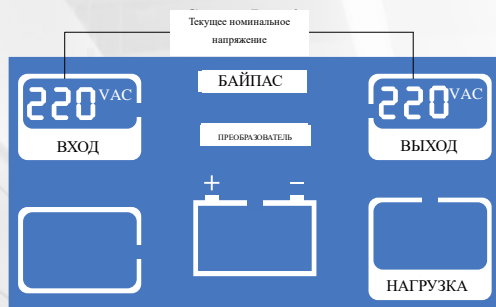 Текущее номинальное
напряжение
220 VAC
ВХОД
БАЙПАС
ПРЕОБРАЗОВАТЕЛЬ
220 VAC
ВЫХОД
+ −
НАГРУЗКА